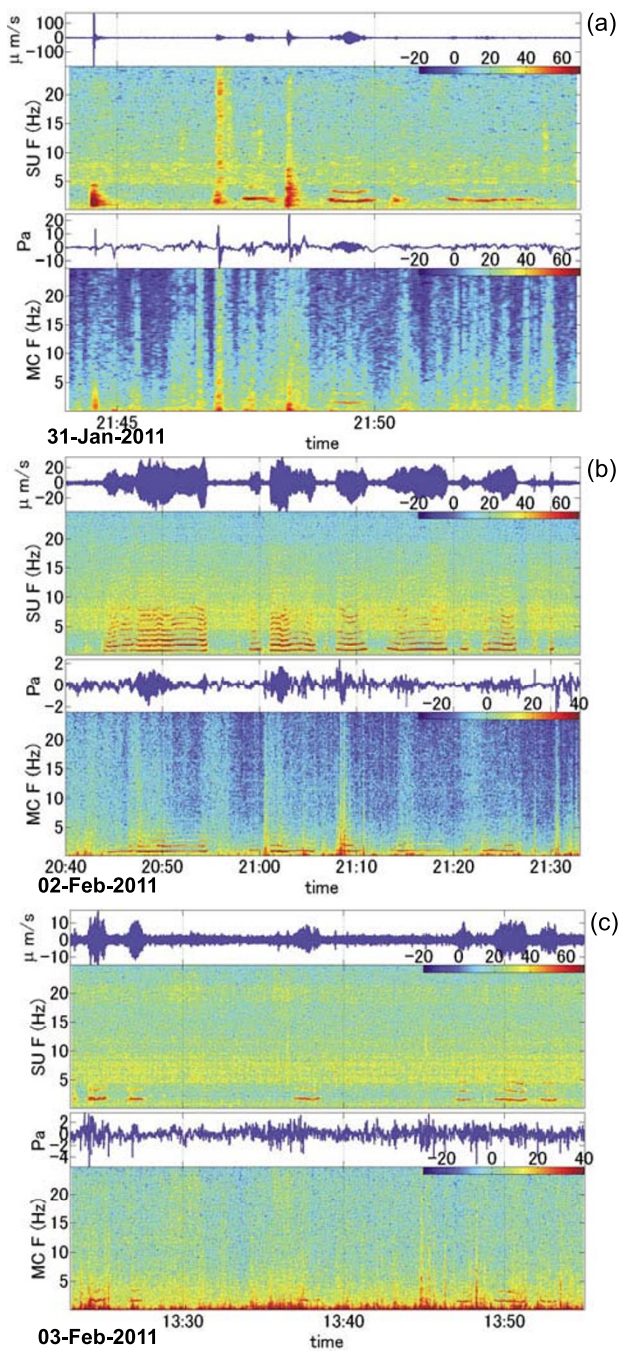 (a)
μ m/s
100
0
−100
−20 0 20 40 60
SU F (Hz)
20
15
10
5
Pa
20
10
0
−10
−20 0 20 40 60
MC F (Hz)
20
15
10
5
21:45 21:50
31-Jan-2011 time
(b)
μ m/s
20
0
−20
−20 0 20 40 60
SU F (Hz)
20
15
10
5
Pa
2
0
−2
−20 0 20 40
MC F (Hz)
20
15
10
5
20:40 20:50 21:00 21:10 21:20 21:30
02-Feb-2011 time
(c)
μ m/s
10
0
−10
−20 0 20 40 60
SU F (Hz)
20
15
10
5
Pa
2
0
−2
−4
−20 0 20 40
MC F (Hz)
20
15
10
5
13:30 13:40 13:50
03-Feb-2011 time